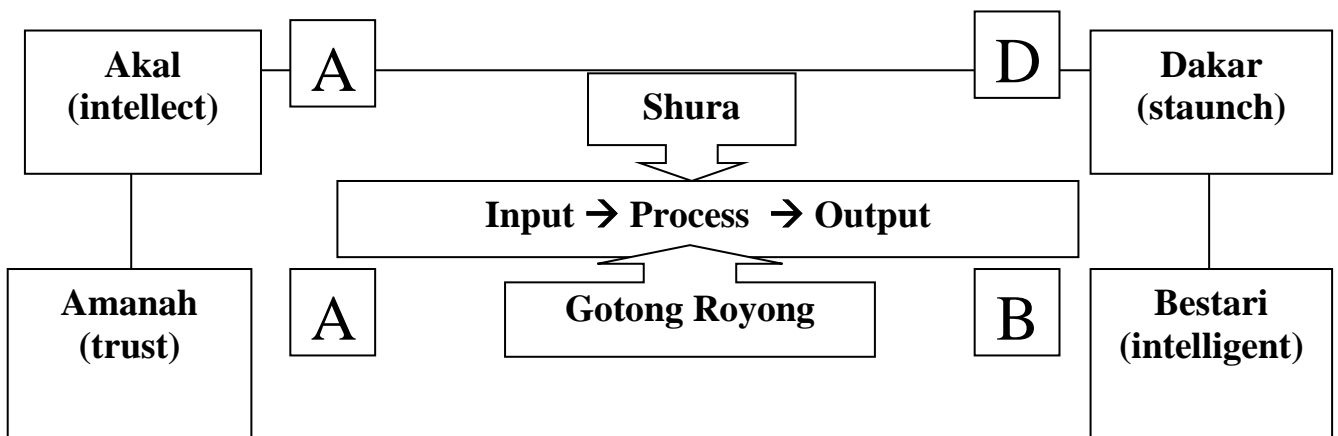 Akal
(intellect)
A
D
Dakar
(staunch)
Shura
Input → Process → Output
Amanah
(trust)
A
Gotong Royong
B
Bestari
(intelligent)